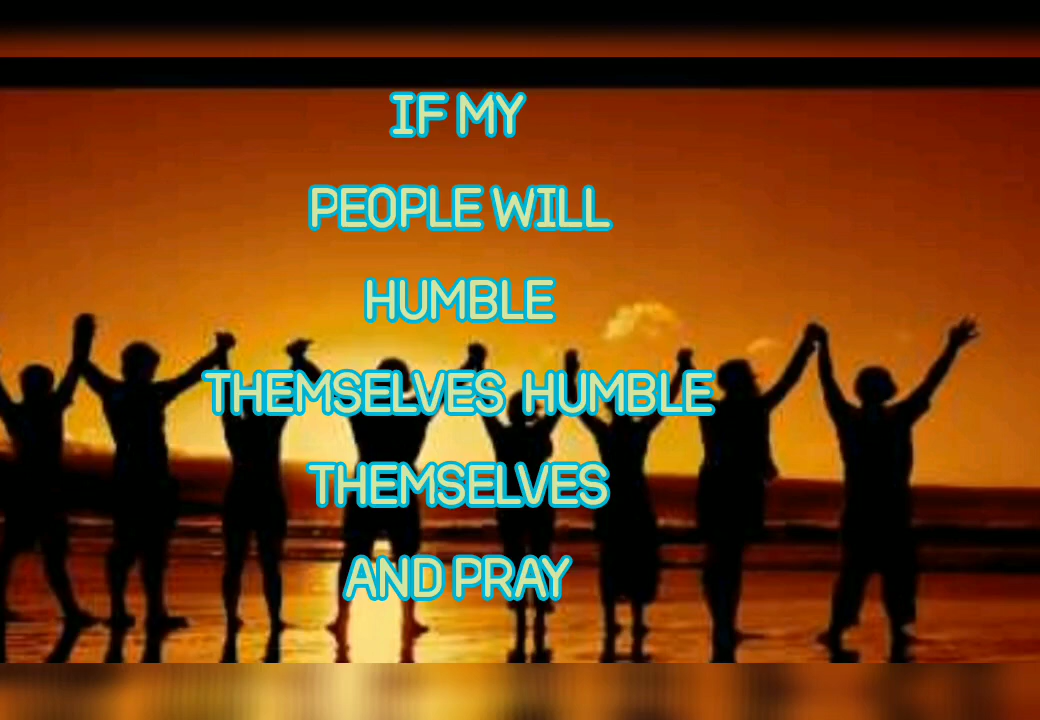 IF MY
PEOPLE WILL
HUMBLE
THEMSELVES HUMBLE
THEMSELVES
AND PRAY